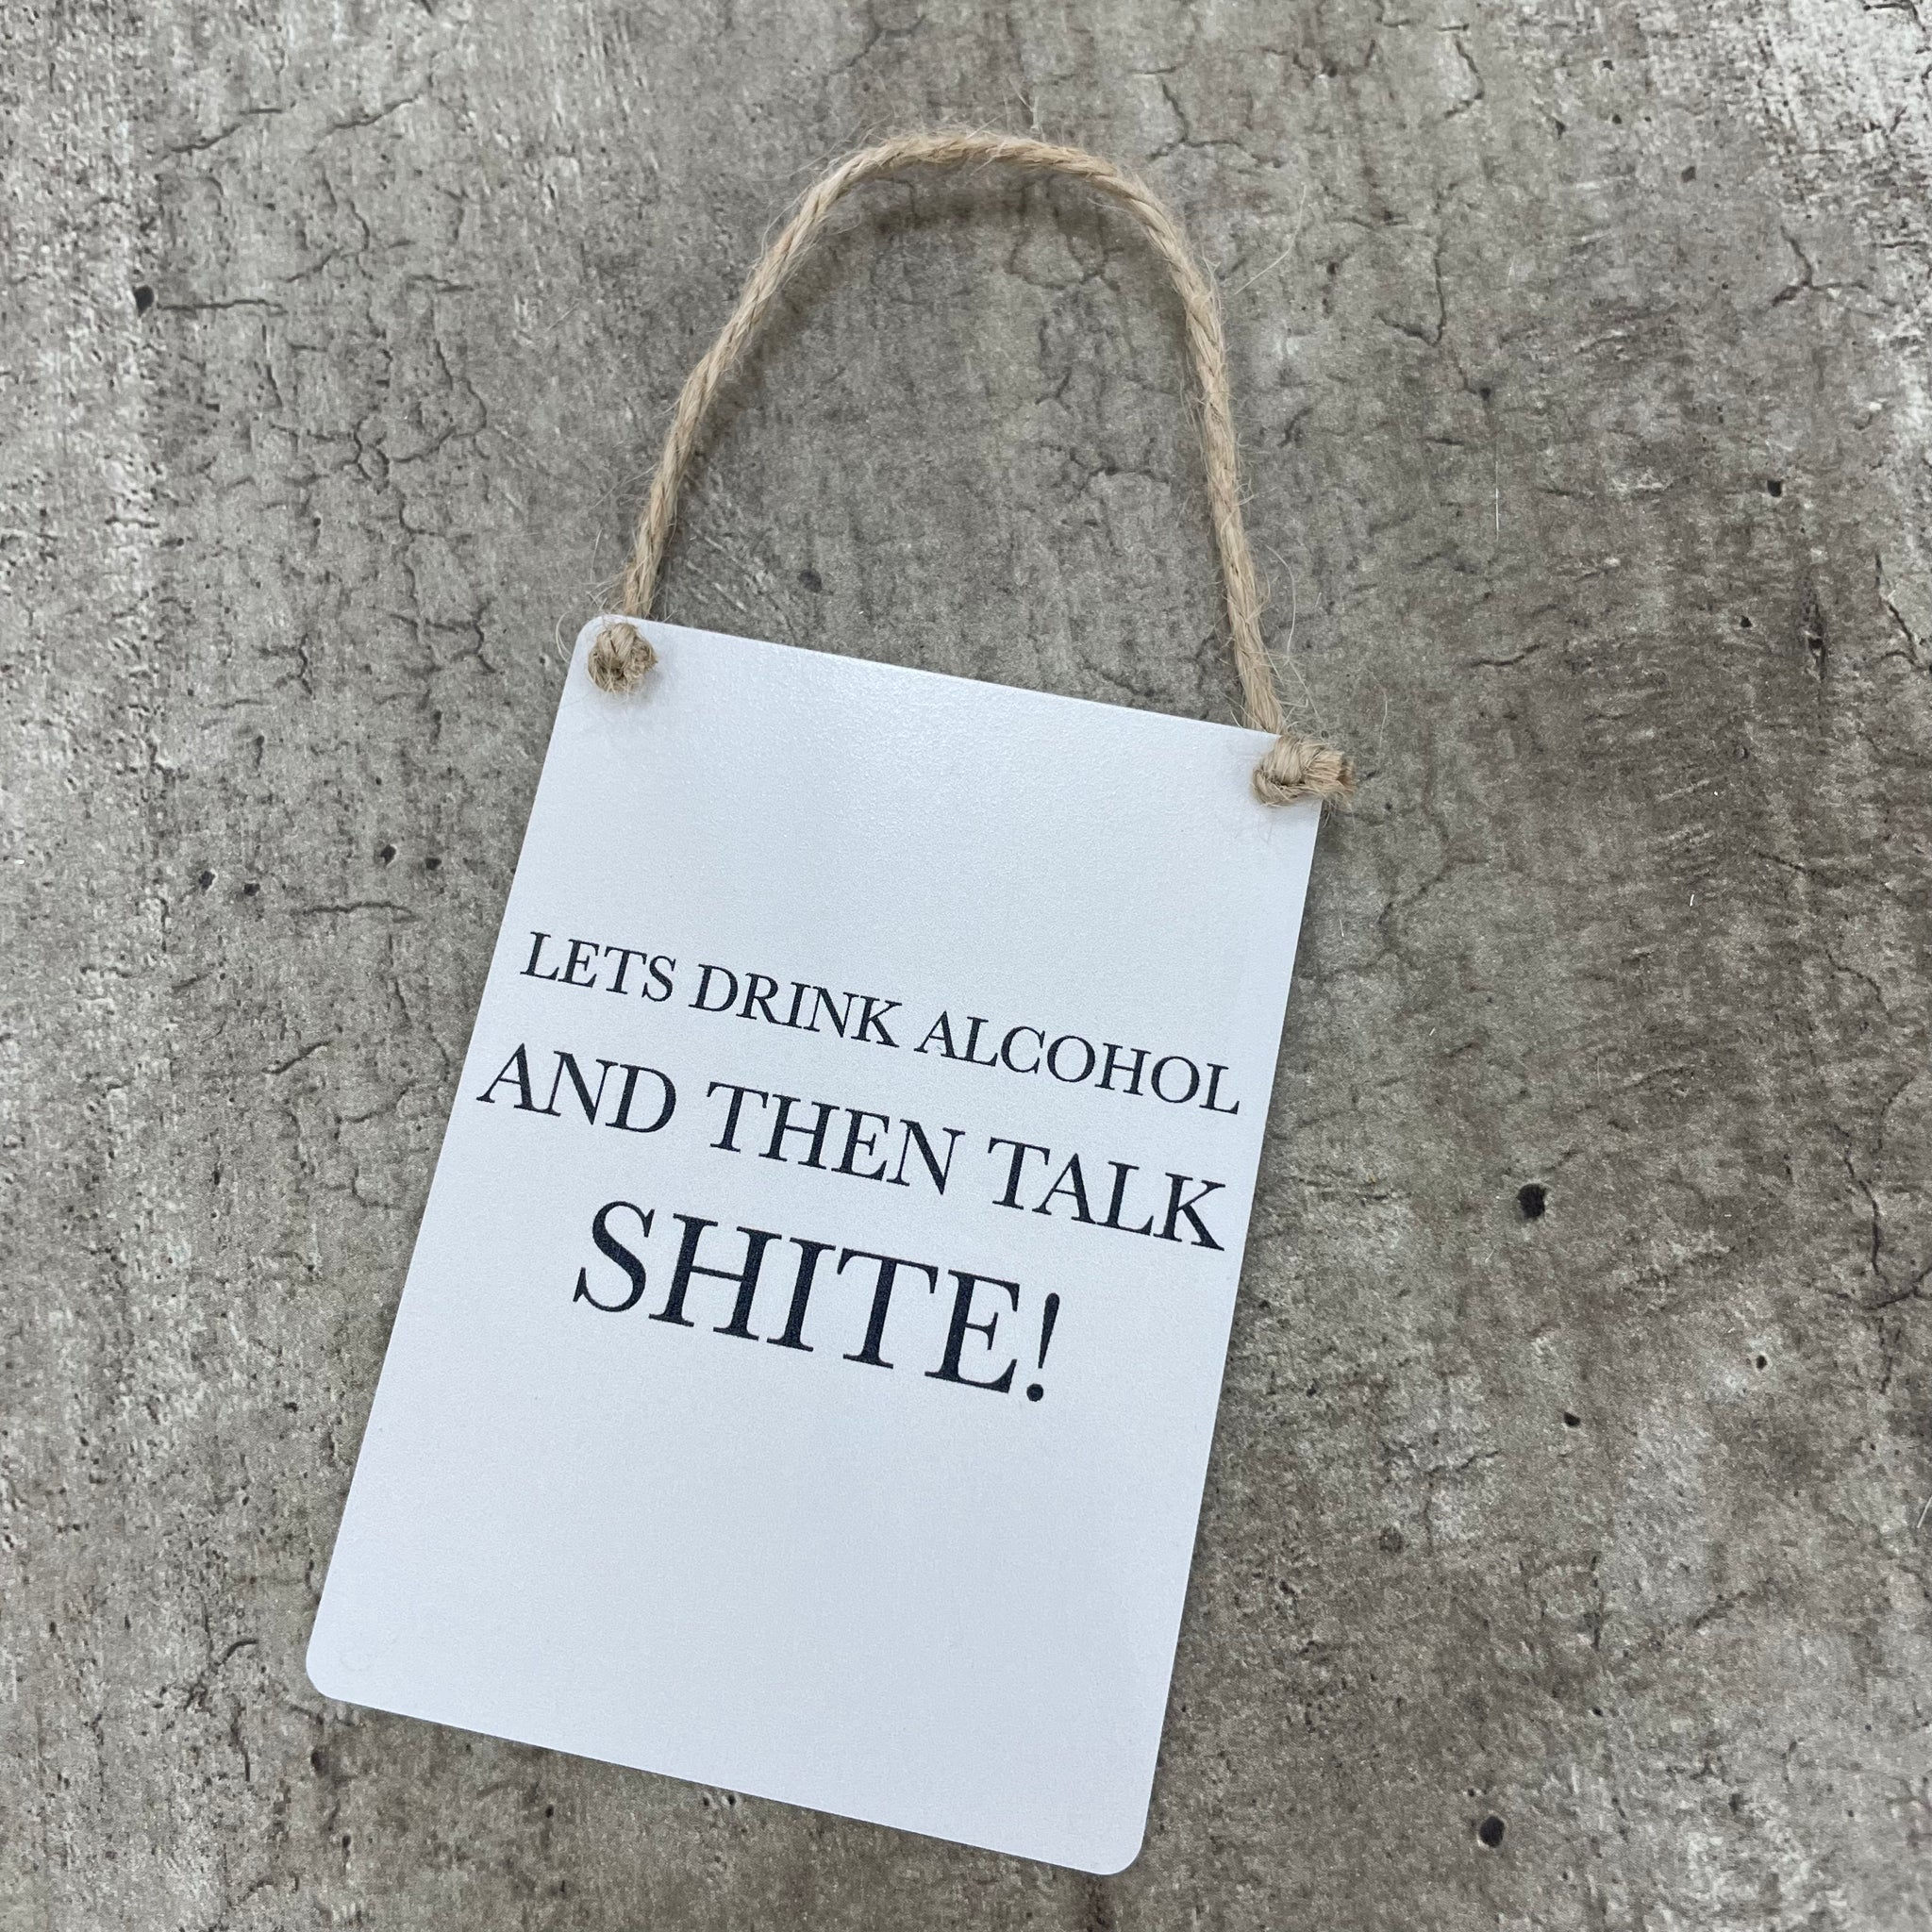 LETS DRINK ALCOHOL
AND THEN TALK
SHITE!